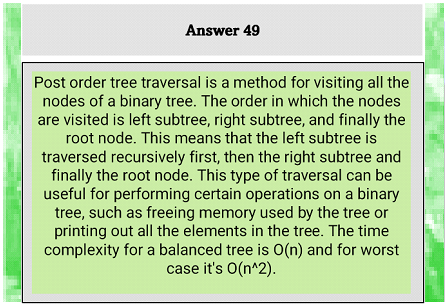 Answer 49
Post order tree traversal is a method for visiting all the
nodes of a binary tree. The order in which the nodes
are visited is left subtree, right subtree, and finally the
root node. This means that the left subtree is
traversed recursively first, then the right subtree and
finally the root node. This type of traversal can be
useful for performing certain operations on a binary
tree, such as freeing memory used by the tree or
printing out all the elements in the tree. The time
complexity for a balanced tree is O(n) and for worst
case it's O(n^2).